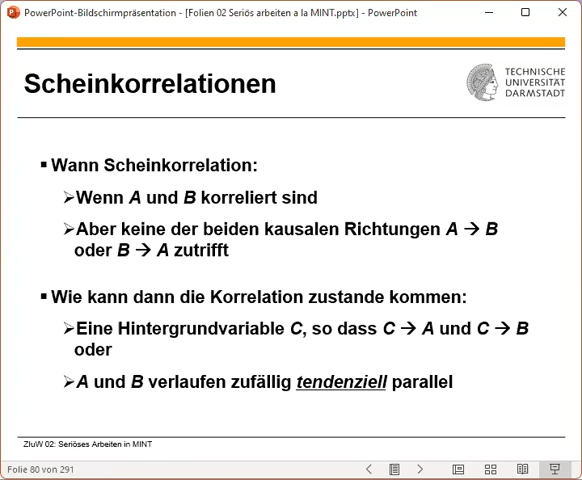 PowerPoint-Bildschirmpräsentation - [Folien 02 Seriös arbeiten a la MINT.pptx] - PowerPoint
Scheinkorrelationen
TECHNISCHE
UNIVERSITÄT
DARMSTADT
▪ Wann Scheinkorrelation:
➢Wenn A und B korreliert sind
➢Aber keine der beiden kausalen Richtungen A → B
oder B → A zutrifft
▪ Wie kann dann die Korrelation zustande kommen:
➢Eine Hintergrundvariable C, so dass C → A und C → B
oder
➢A und B verlaufen zufällig tendenziell parallel
ZIuW 02: Seriöses Arbeiten in MINT
Folie 80 von 291